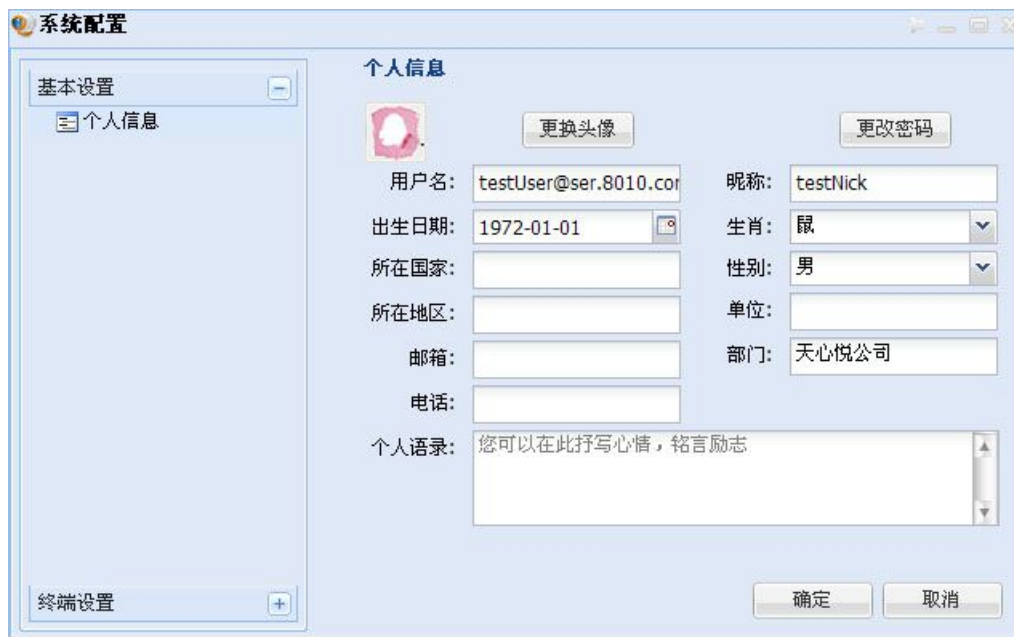 系统配置
基本设置
个人信息
终端设置
个人信息
更换头像 更改密码
用户名: testUser@ser.8010.cor 昵称: testNick
出生日期: 1972-01-01 生肖: 鼠
所在国家: 性别: 男
所在地区: 单位:
邮箱: 部门: 天心悦公司
电话:
个人语录: 您可以在此抒写心情，铭言励志
确定 取消